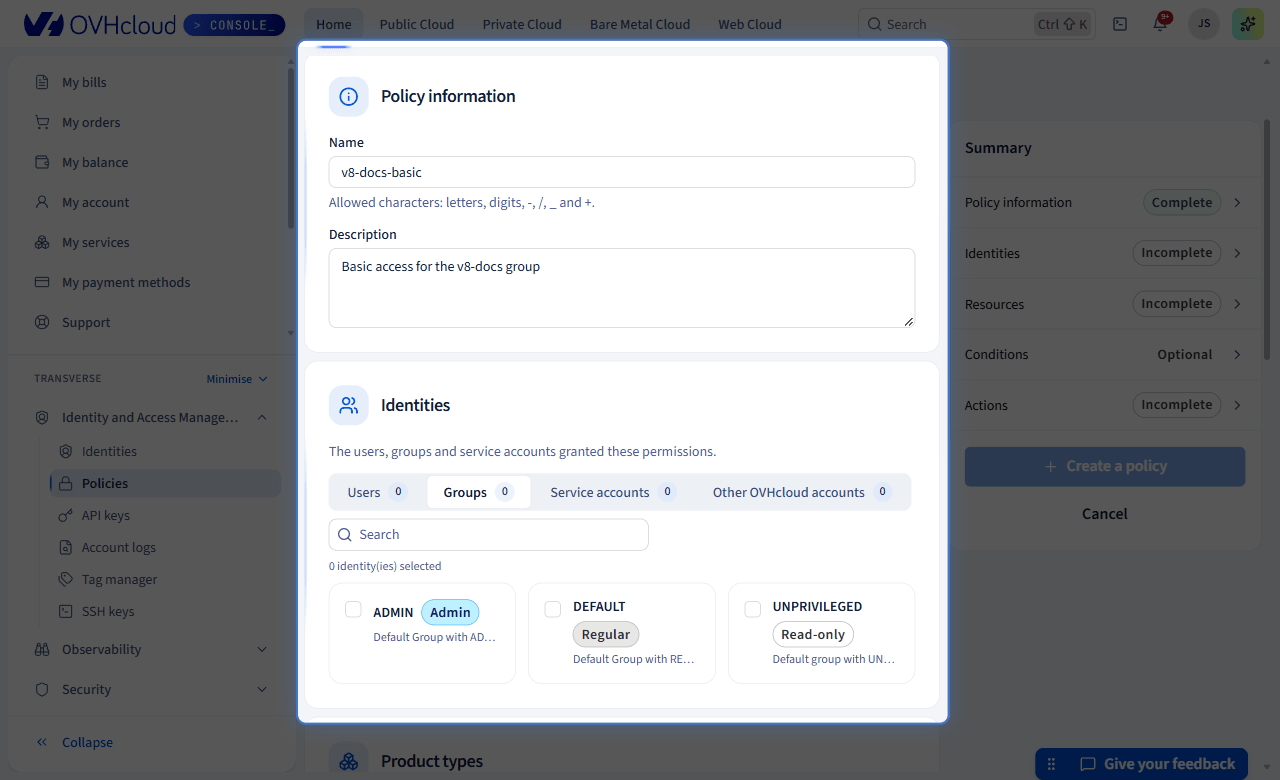 OVHcloud > CONSOLE_
Home Public Cloud Private Cloud Bare Metal Cloud Web Cloud
Search Ctrl K
9+
JS
My bills
My orders
My balance
My account
My services
My payment methods
Support
TRANSVERSE Minimise
Identity and Access Manage...
Identities
Policies
API keys
Account logs
Tag manager
SSH keys
Observability
Security
Collapse
Policy information
Name
v8-docs-basic
Allowed characters: letters, digits, -, /, _ and +.
Description
Basic access for the v8-docs group
Identities
The users, groups and service accounts granted these permissions.
Users 0 Groups 0 Service accounts 0 Other OVHcloud accounts 0
Search
0 identity(ies) selected
ADMIN Admin
Default Group with AD...
DEFAULT
Regular
Default Group with RE...
UNPRIVILEGED
Read-only
Default group with UN...
Product types
Summary
Policy information Complete
Identities Incomplete
Resources Incomplete
Conditions Optional
Actions Incomplete
+ Create a policy
Cancel
Give your feedback